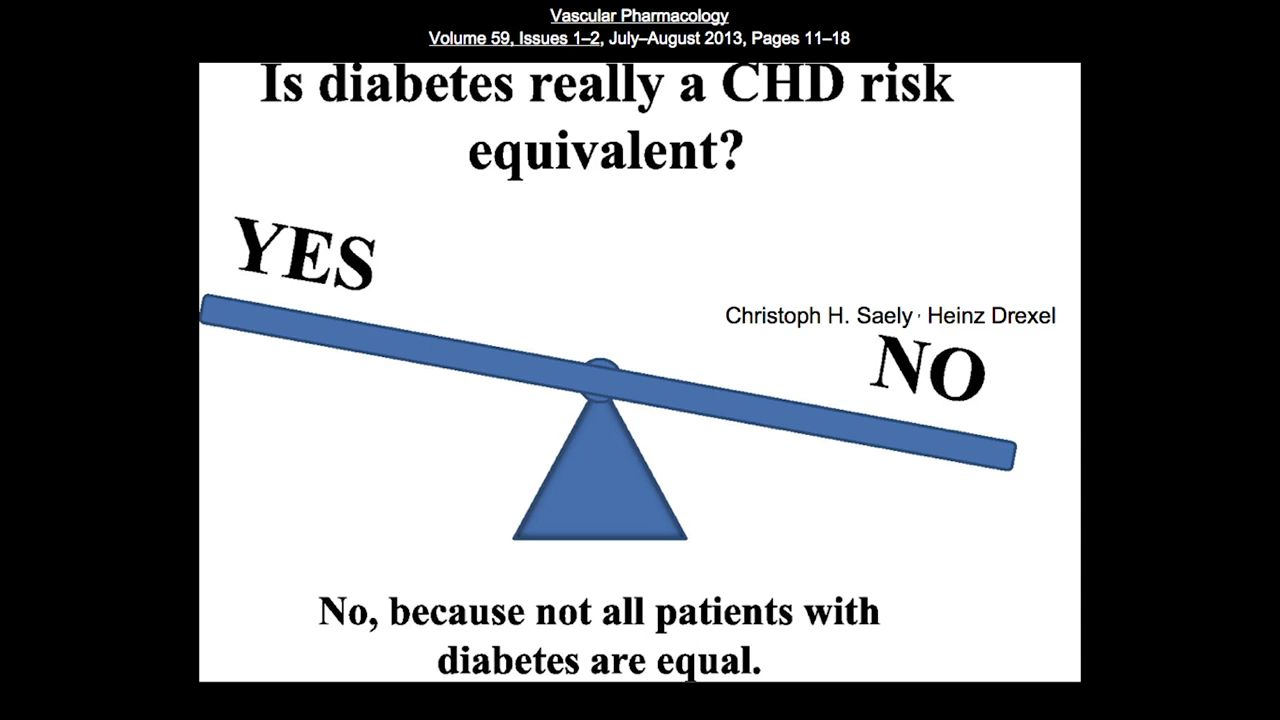 Vascular Pharmacology
Volume 59, Issues 1–2, July–August 2013, Pages 11–18
Is diabetes really a CHD risk
equivalent?
YES
Christoph H. Saely , Heinz Drexel
NO
No, because not all patients with
diabetes are equal.